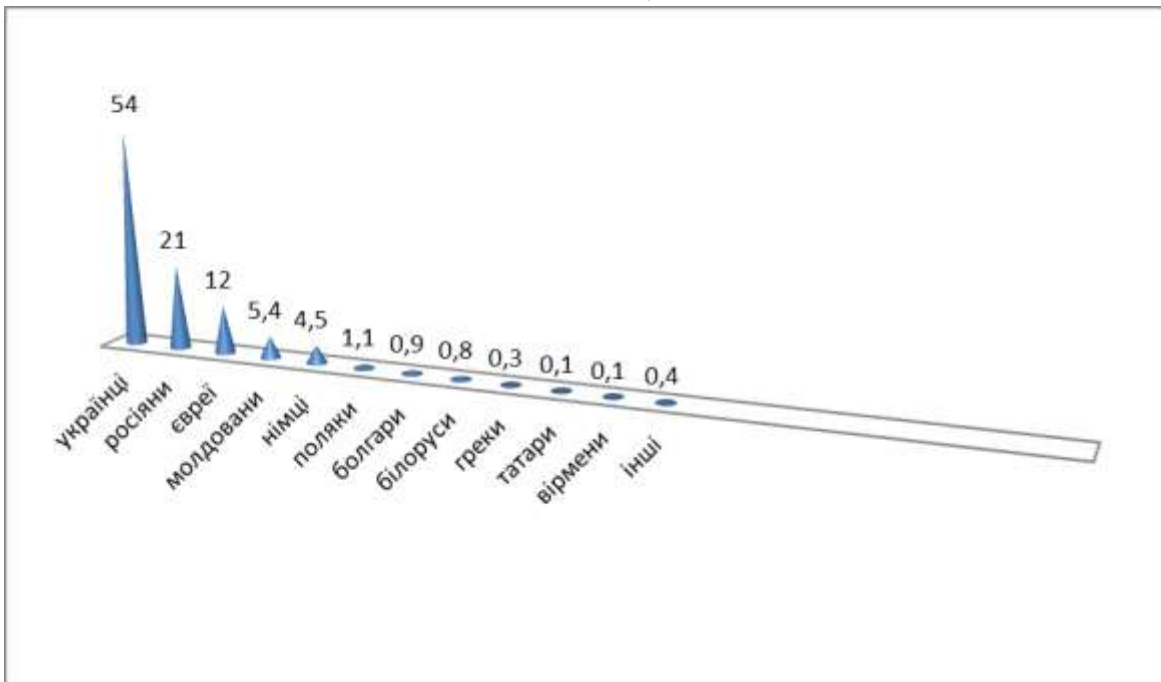 54
21
12
5,4
4,5
1,1
0,9
0,8
0,3
0,1
0,1
0,4
українці
росіяни
євреї
молдовани
німці
поляки
болгари
білоруси
греки
татари
вірмени
інші